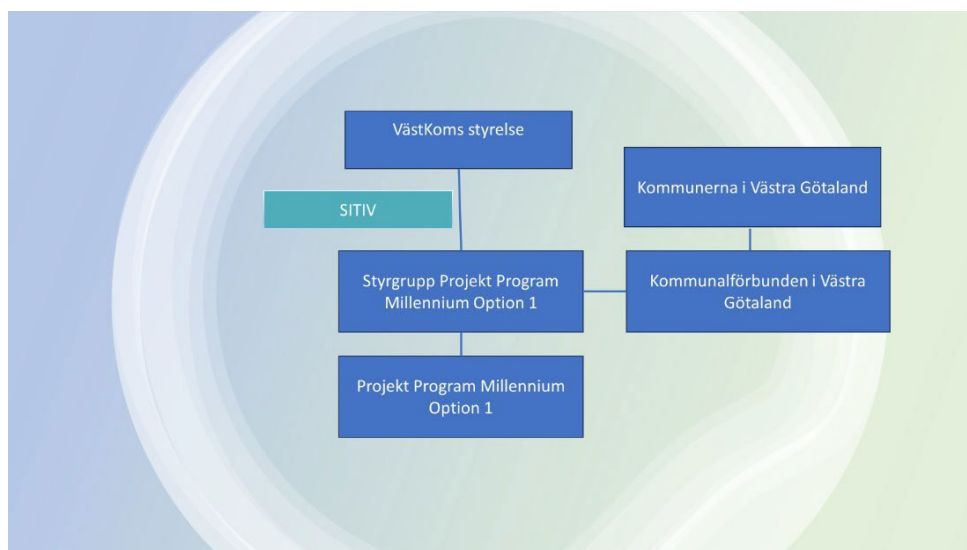 VästKoms styrelse
SITIV
Kommunerna i Västra Götaland
Styrgrupp Projekt Program
Millennium Option 1
Kommunalförbunden i Västra
Götaland
Projekt Program Millennium
Option 1